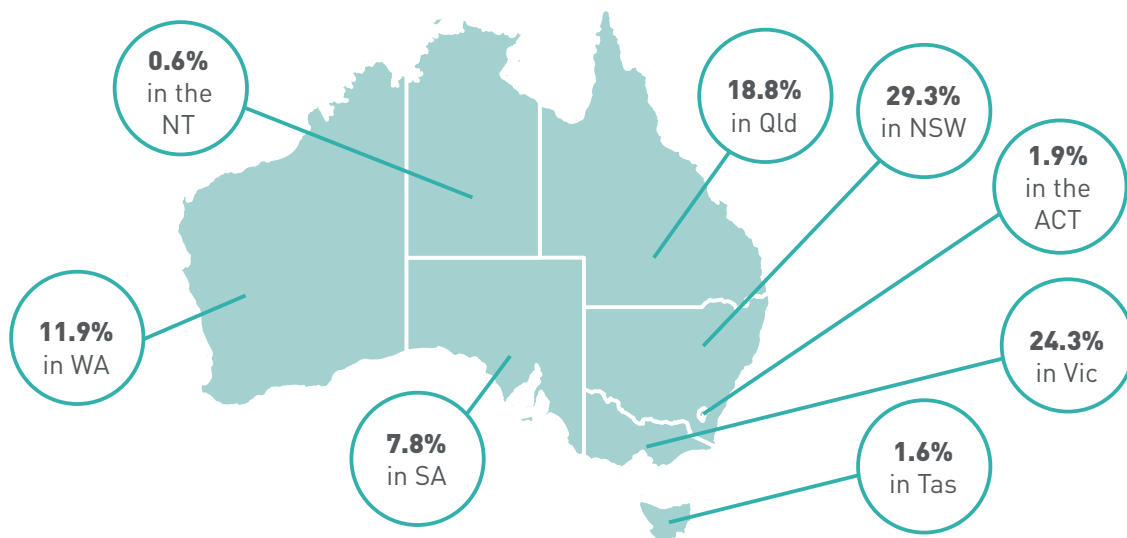 0.6%
in the
NT
18.8%
in Qld
29.3%
in NSW
1.9%
in the
ACT
11.9%
in WA
24.3%
in Vic
7.8%
in SA
1.6%
in Tas